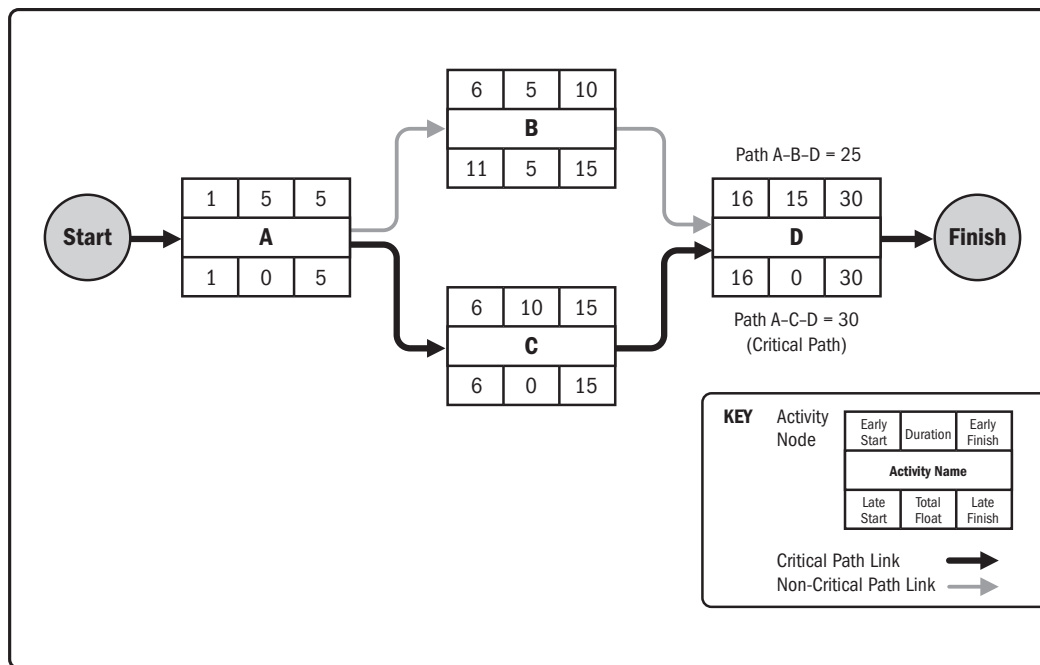 6 5 10
B
11 5 15
Path A–B–D = 25
1 5 5
A
1 0 5
Start
16 15 30
D
16 0 30
Finish
6 10 15
C
6 0 15
Path A–C–D = 30
(Critical Path)
KEY Activity
Node
Early
Start
Duration
Early
Finish
Activity Name
Late
Start
Total
Float
Late
Finish
Critical Path Link
Non-Critical Path Link